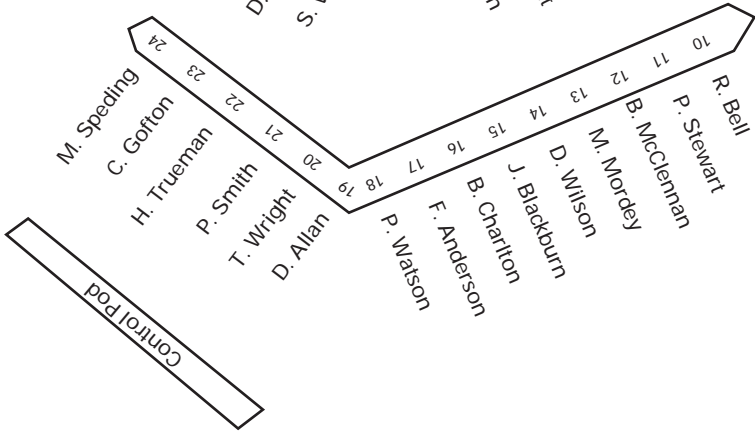 24
23
22
21
20
19
18
17
16
15
14
13
12
11
10
M. Speding
C. Gofton
H. Trueman
P. Smith
T. Wright
D. Allan
P. Watson
F. Anderson
B. Charlton
J. Blackburn
D. Wilson
M. Mordey
B. McClennan
P. Stewart
R. Bell
Control Pod